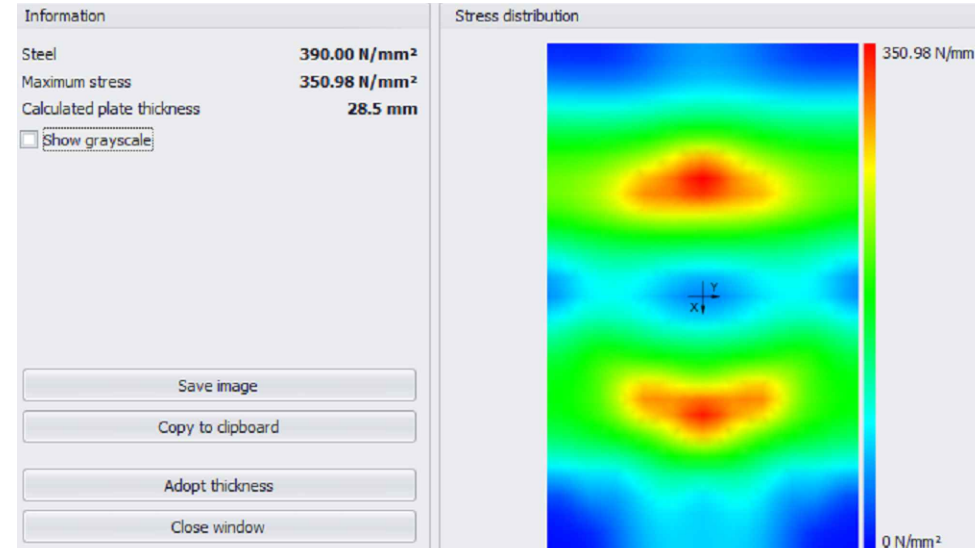 Information
Steel 390.00 N/mm²
Maximum stress 350.98 N/mm²
Calculated plate thickness 28.5 mm
Show grayscale
Save image
Copy to clipboard
Adopt thickness
Close window
Stress distribution
350.98 N/mm
Y
X
0 N/mm²